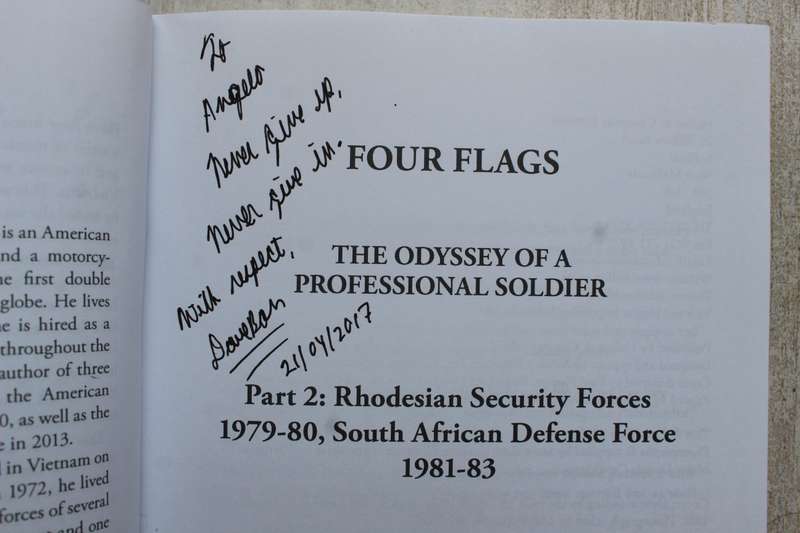 is an American
nd a motorcy-
e first double
globe. He lives
e is hired as a
throughout the
author of three
the American
0, as well as the
e in 2013.
in Vietnam on
1972, he lived
forces of several
and one
To
Angelo
Never give up,
Never give in.
With respect,
21/04/2017
FOUR FLAGS
THE ODYSSEY OF A
PROFESSIONAL SOLDIER
Part 2: Rhodesian Security Forces
1979-80, South African Defense Force
1981-83